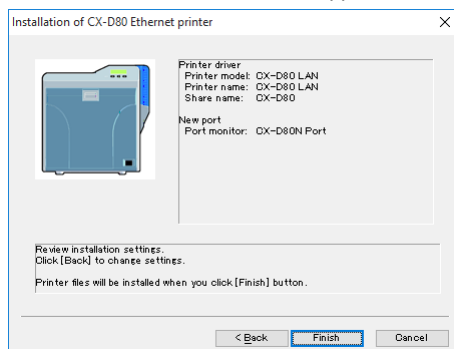 Installation of CX-D80 Ethernet printer
Printer driver
Printer model: CX-D80 LAN
Printer name: CX-D80 LAN
Share name: CX-D80
New port
Port monitor: CX-D80N Port
Review installation settings.
Click [Back] to change settings.
Printer files will be installed when you click [Finish] button.
< Back
Finish
Cancel